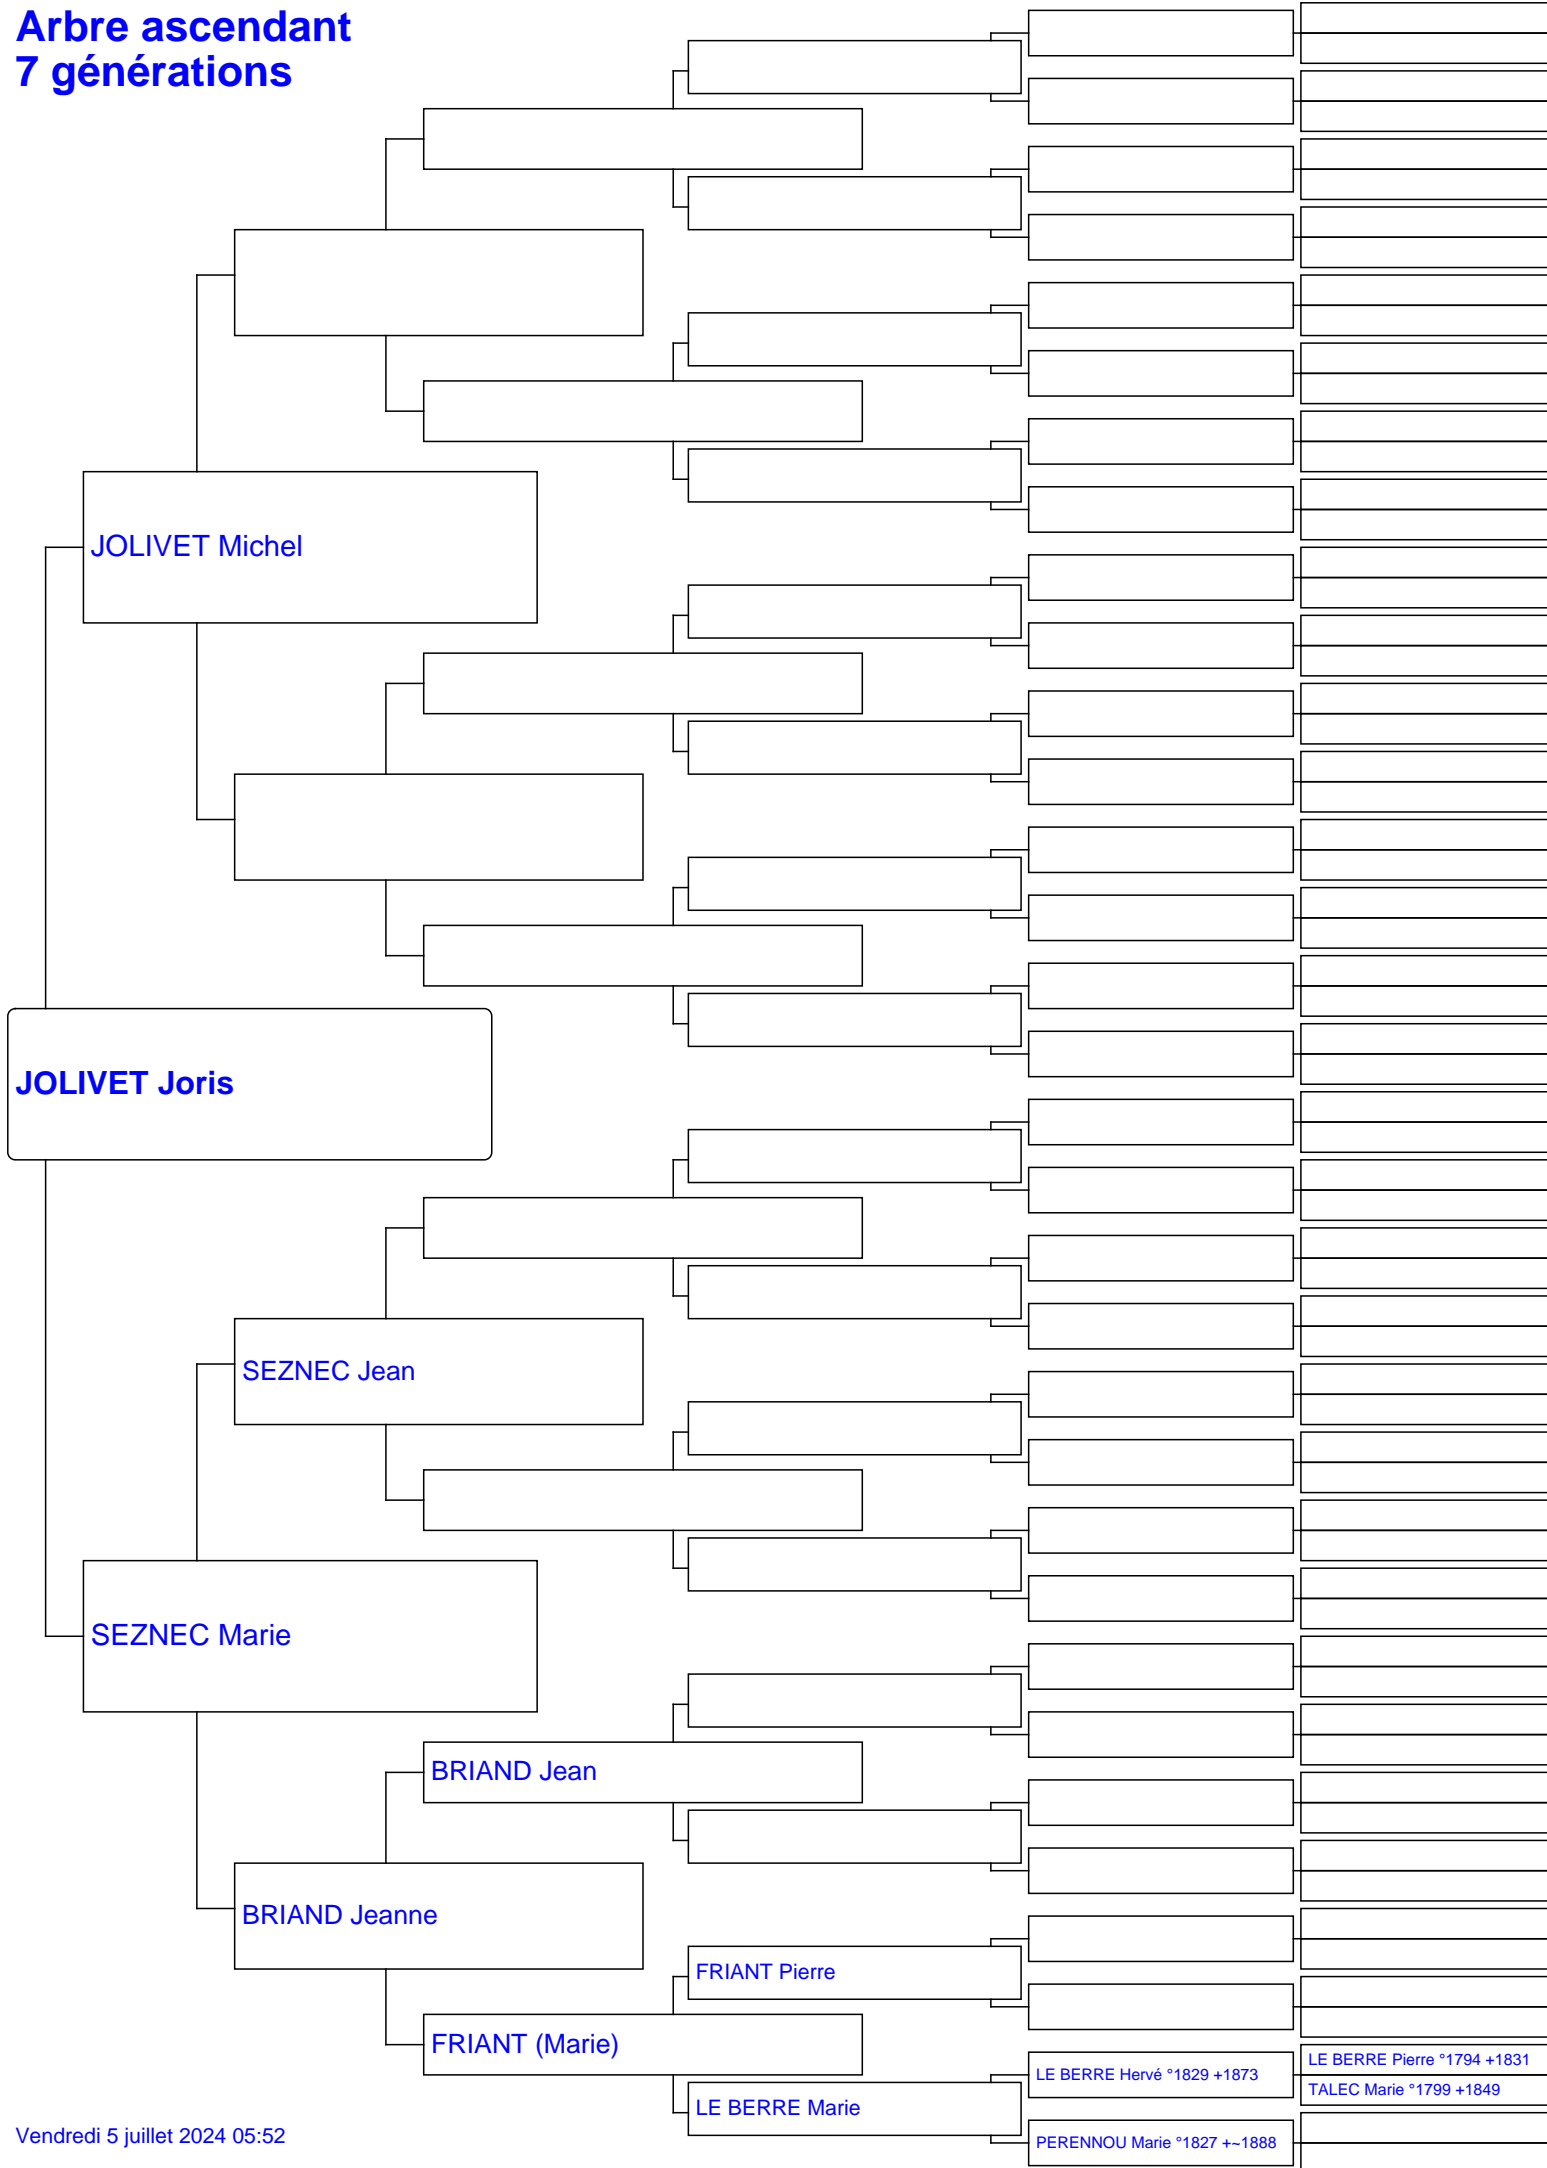 Arbre ascendant
7 générations
JOLIVET Michel
JOLIVET Joris
SEZNEC Jean
SEZNEC Marie
BRIAND Jean
BRIAND Jeanne
FRIANT Pierre
FRIANT (Marie)
LE BERRE Pierre °1794 +1831
LE BERRE Hervé °1829 +1873
TALEC Marie °1799 +1849
LE BERRE Marie
PERENNOU Marie °1827 +~1888
Vendredi 5 juillet 2024 05:52